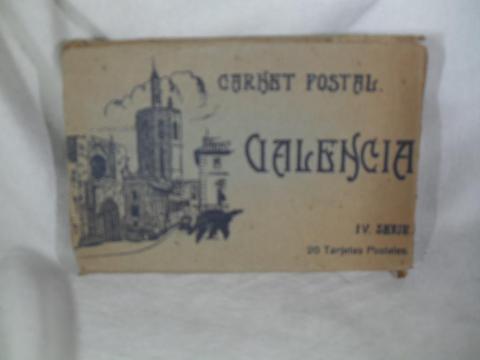 CARNET POSTAL.
VALENCIA
IV. SERIE
20 Tarjetas Postales.